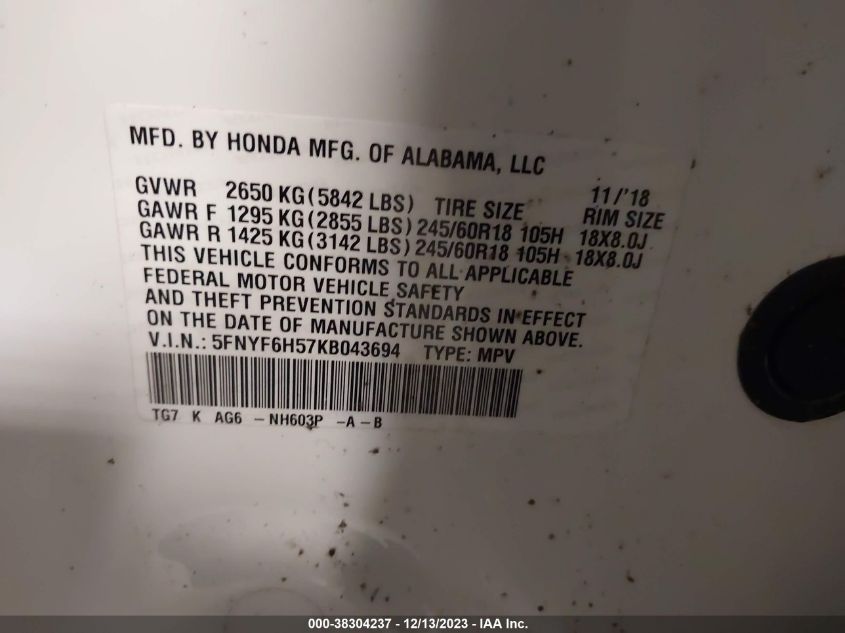 MFD. BY HONDA MFG. OF ALABAMA, LLC
11/'18
GVWR 2650 KG(5842 LBS) TIRE SIZE RIM SIZE
GAWR F 1295 KG(2855 LBS) 245/60R18 105H 18X8.0J
GAWR R 1425 KG(3142 LBS) 245/60R18 105H 18X8.0J
THIS VEHICLE CONFORMS TO ALL APPLICABLE
FEDERAL MOTOR VEHICLE SAFETY
AND THEFT PREVENTION STANDARDS IN EFFECT
ON THE DATE OF MANUFACTURE SHOWN ABOVE.
V.I.N.: 5FNYF6H57KB043694 TYPE: MPV
TG7 K AG6 -NH603P -A-B
000-38304237 - 12/13/2023 - IAA Inc.